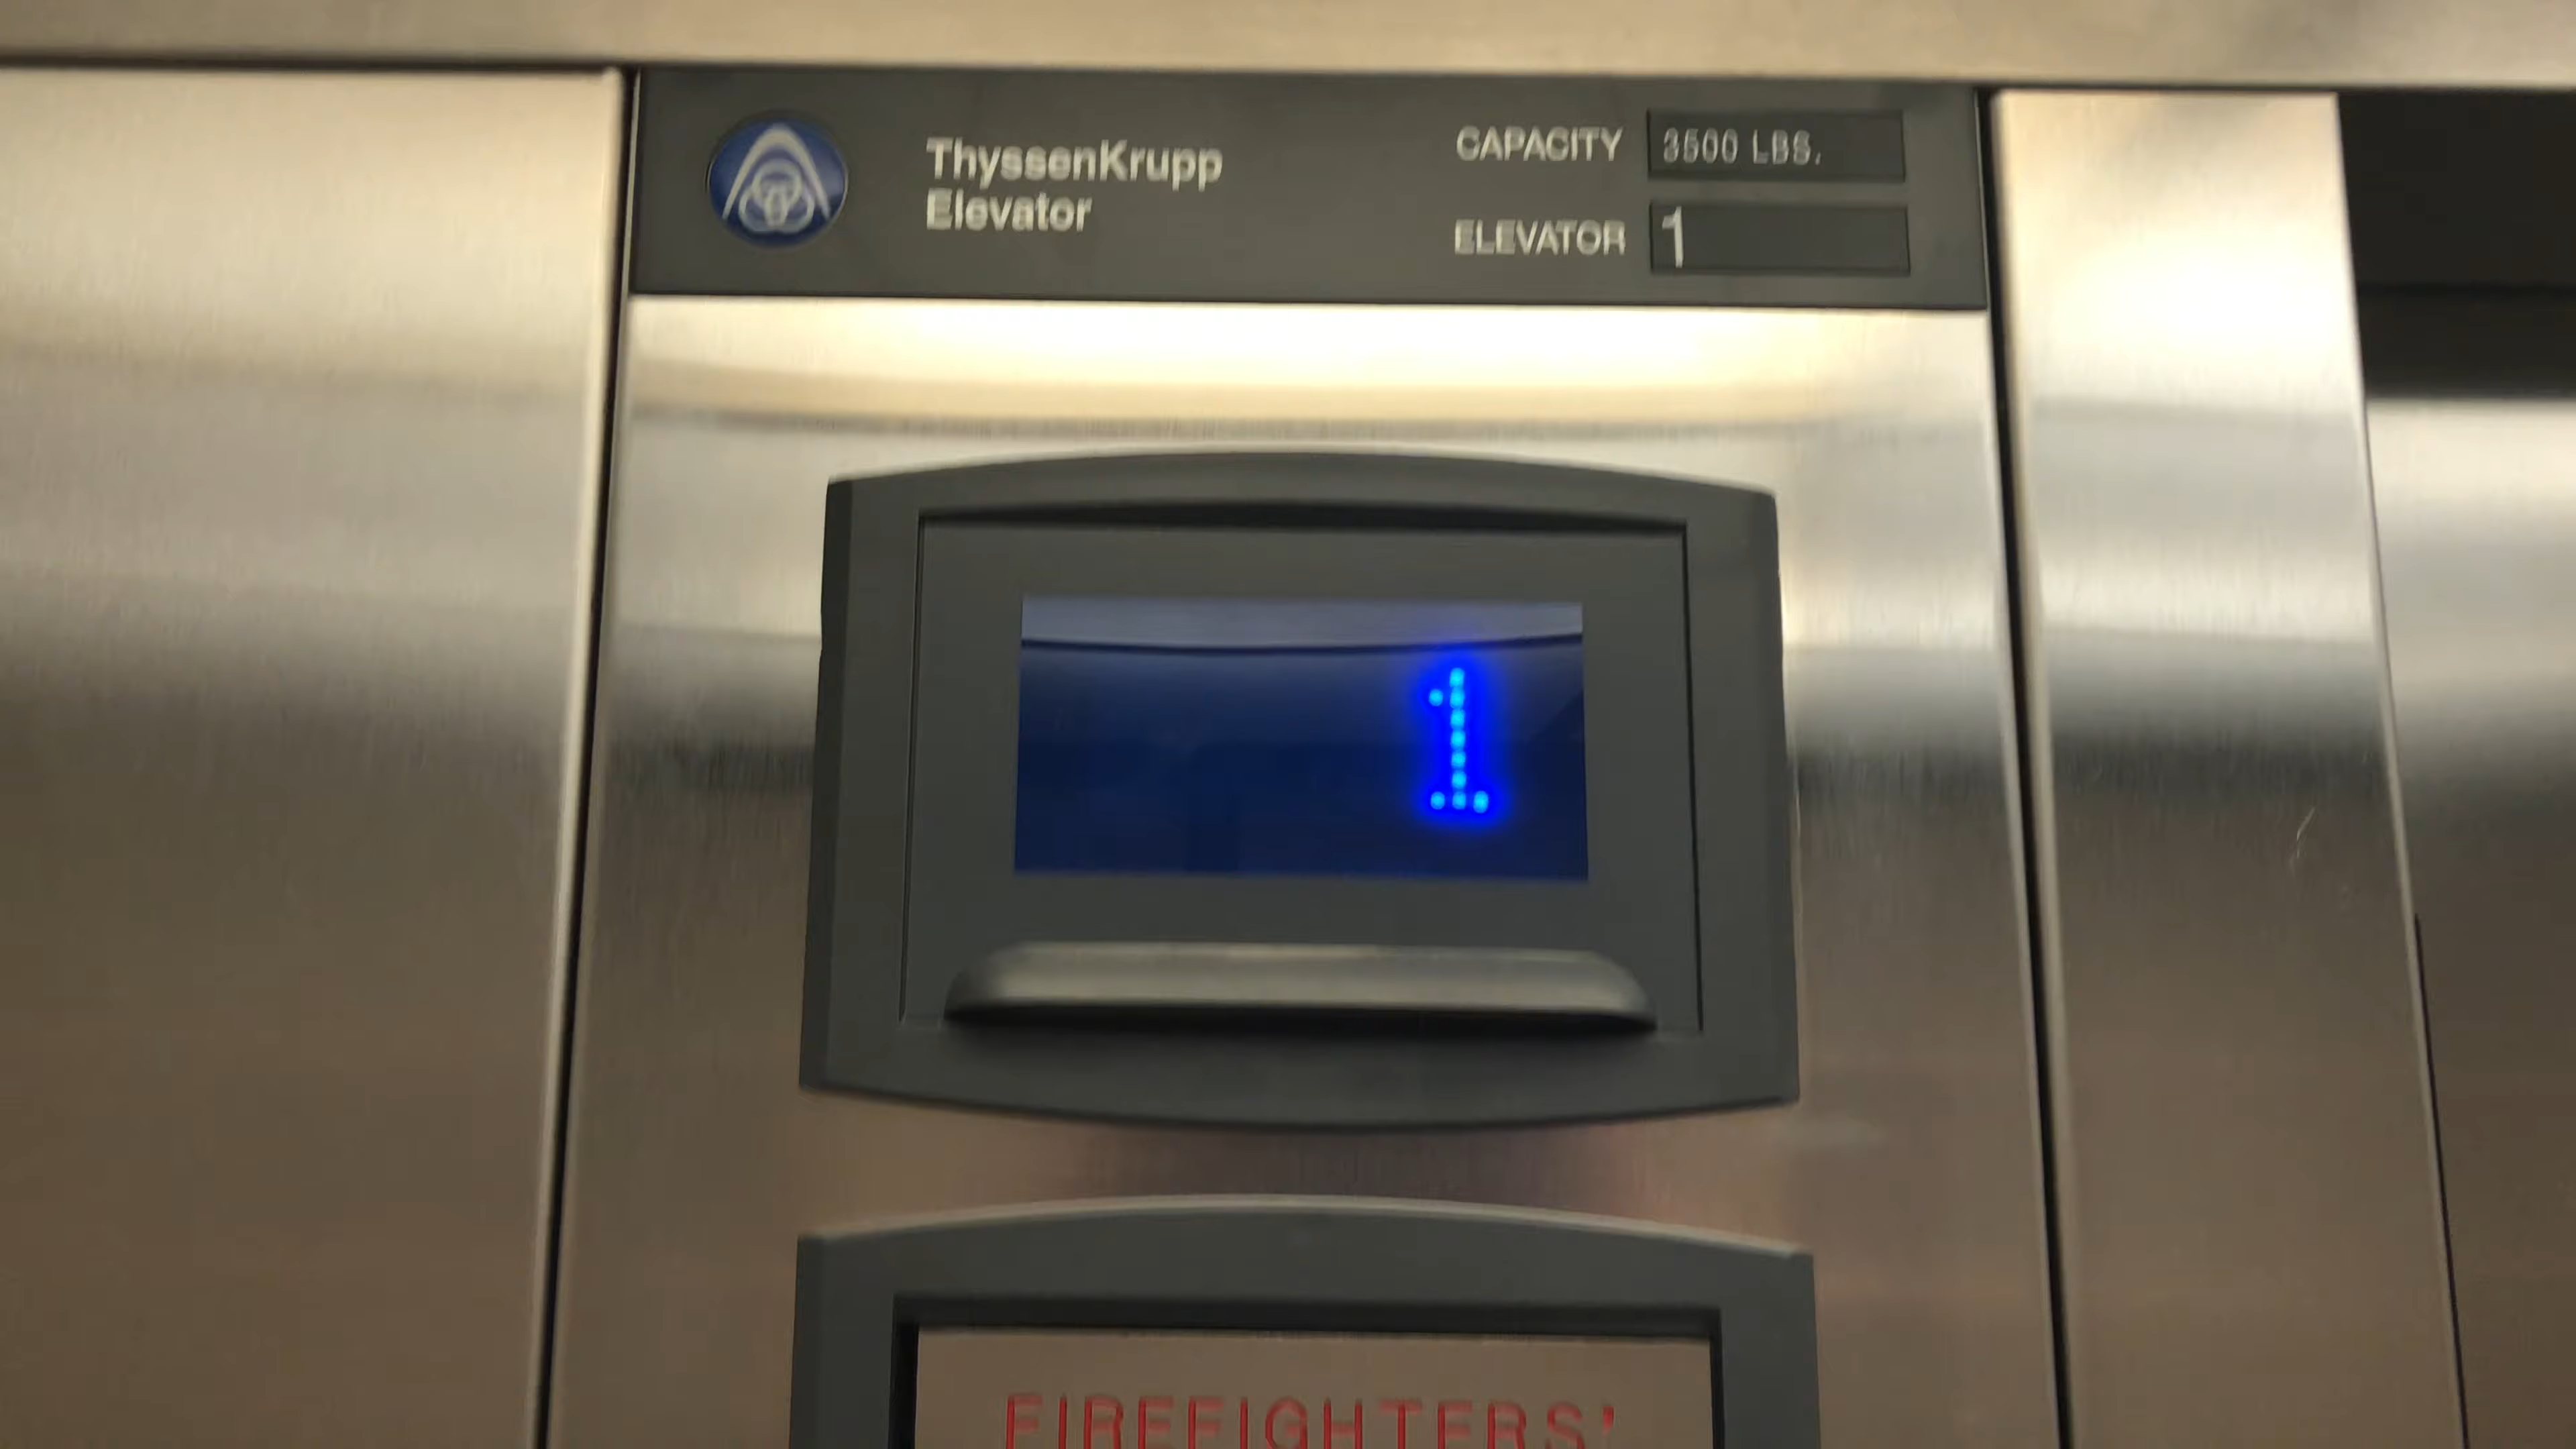 ThyssenKrupp
Elevator
CAPACITY 3500 LBS.
ELEVATOR 1
1
FIREFIGHTERS'